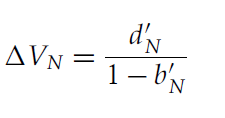 ΔV_N = d′_N / (1 − b′_N)